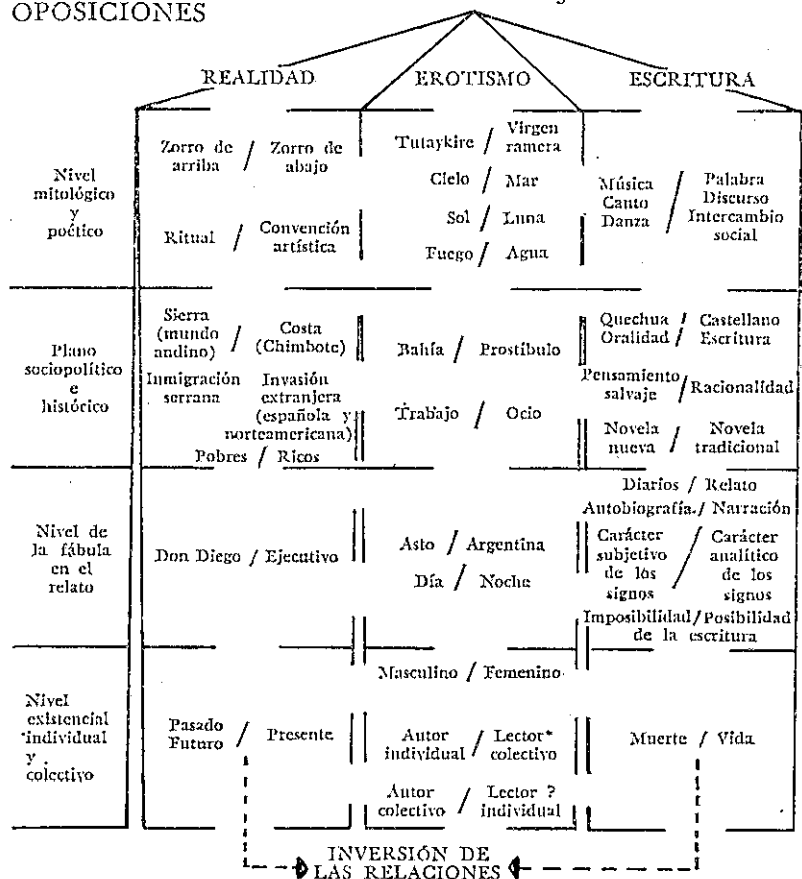 OPOSICIONES
REALIDAD EROTISMO ESCRITURA
Nivel
mitológico
y
poético
Zorro de / Zorro de
arriba abajo
Ritual / Convención
artística
Tutaykire / Virgen
ramera
Cielo / Mar
Sol / Luna
Fuego / Agua
Música
Canto
Danza
/
Palabra
Discurso
Intercambio
social
Plano
sociopolítico
e
histórico
Sierra
(mundo
andino)
/
Costa
(Chimbote)
Inmigración
serrana
Invasión
extranjera
(española y
norteamericana)
Pobres / Ricos
Bahía / Prostíbulo
Trabajo / Ocio
Quechua / Castellano
Oralidad / Escritura
Pensamiento
salvaje
/ Racionalidad
Novela
nueva
/
Novela
tradicional
Nivel de
la fábula
en el
relato
Don Diego / Ejecutivo
Asto / Argentina
Día / Noche
Diarios / Relato
Autobiografía / Narración
Carácter
subjetivo
de los
signos
/
Carácter
analítico
de los
signos
Imposibilidad/Posibilidad
de la escritura
Nivel
existencial
individual
y
colectivo
Pasado
Futuro
/ Presente
Masculino / Femenino
Autor
individual
/
Lector*
colectivo
Autor
colectivo
/
Lector ?
individual
Muerte / Vida
INVERSIÓN DE
LAS RELACIONES